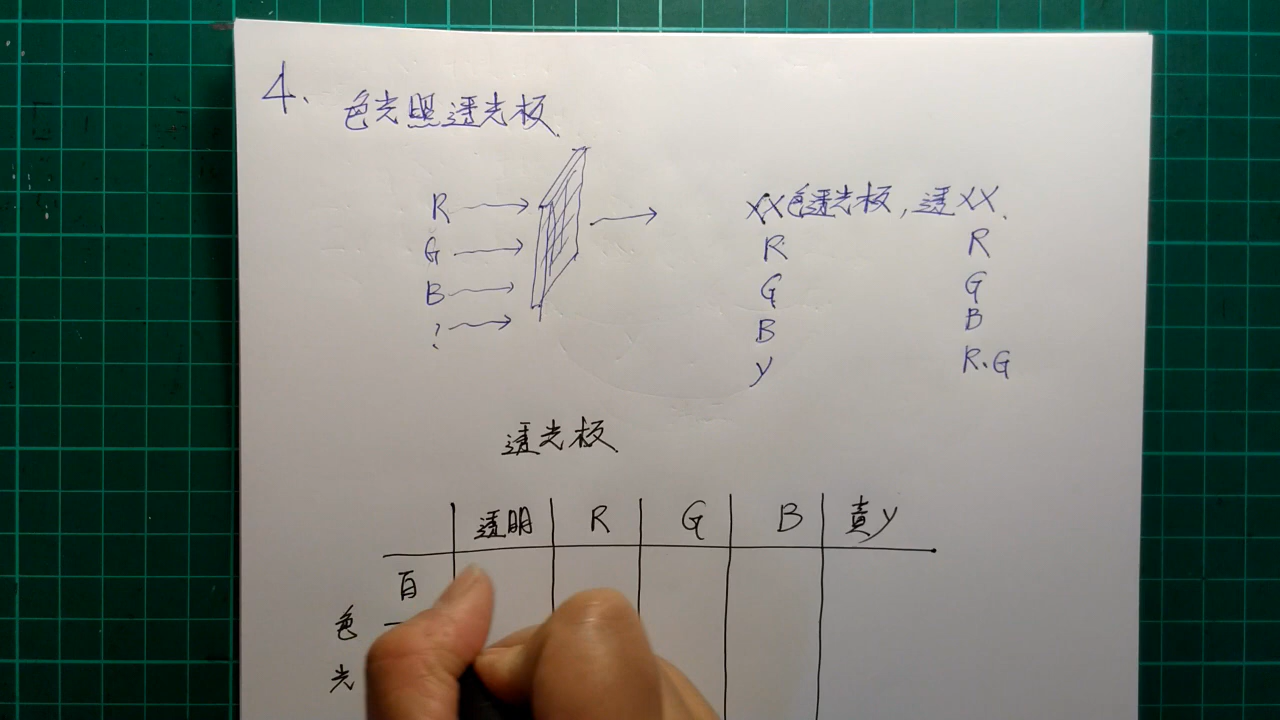 4、色光照透光板
R
G
B
?
XX色透光板,透XX.
R R
G G
B B
y R、G
透光板
透明 R G B 黃y
白
色
光